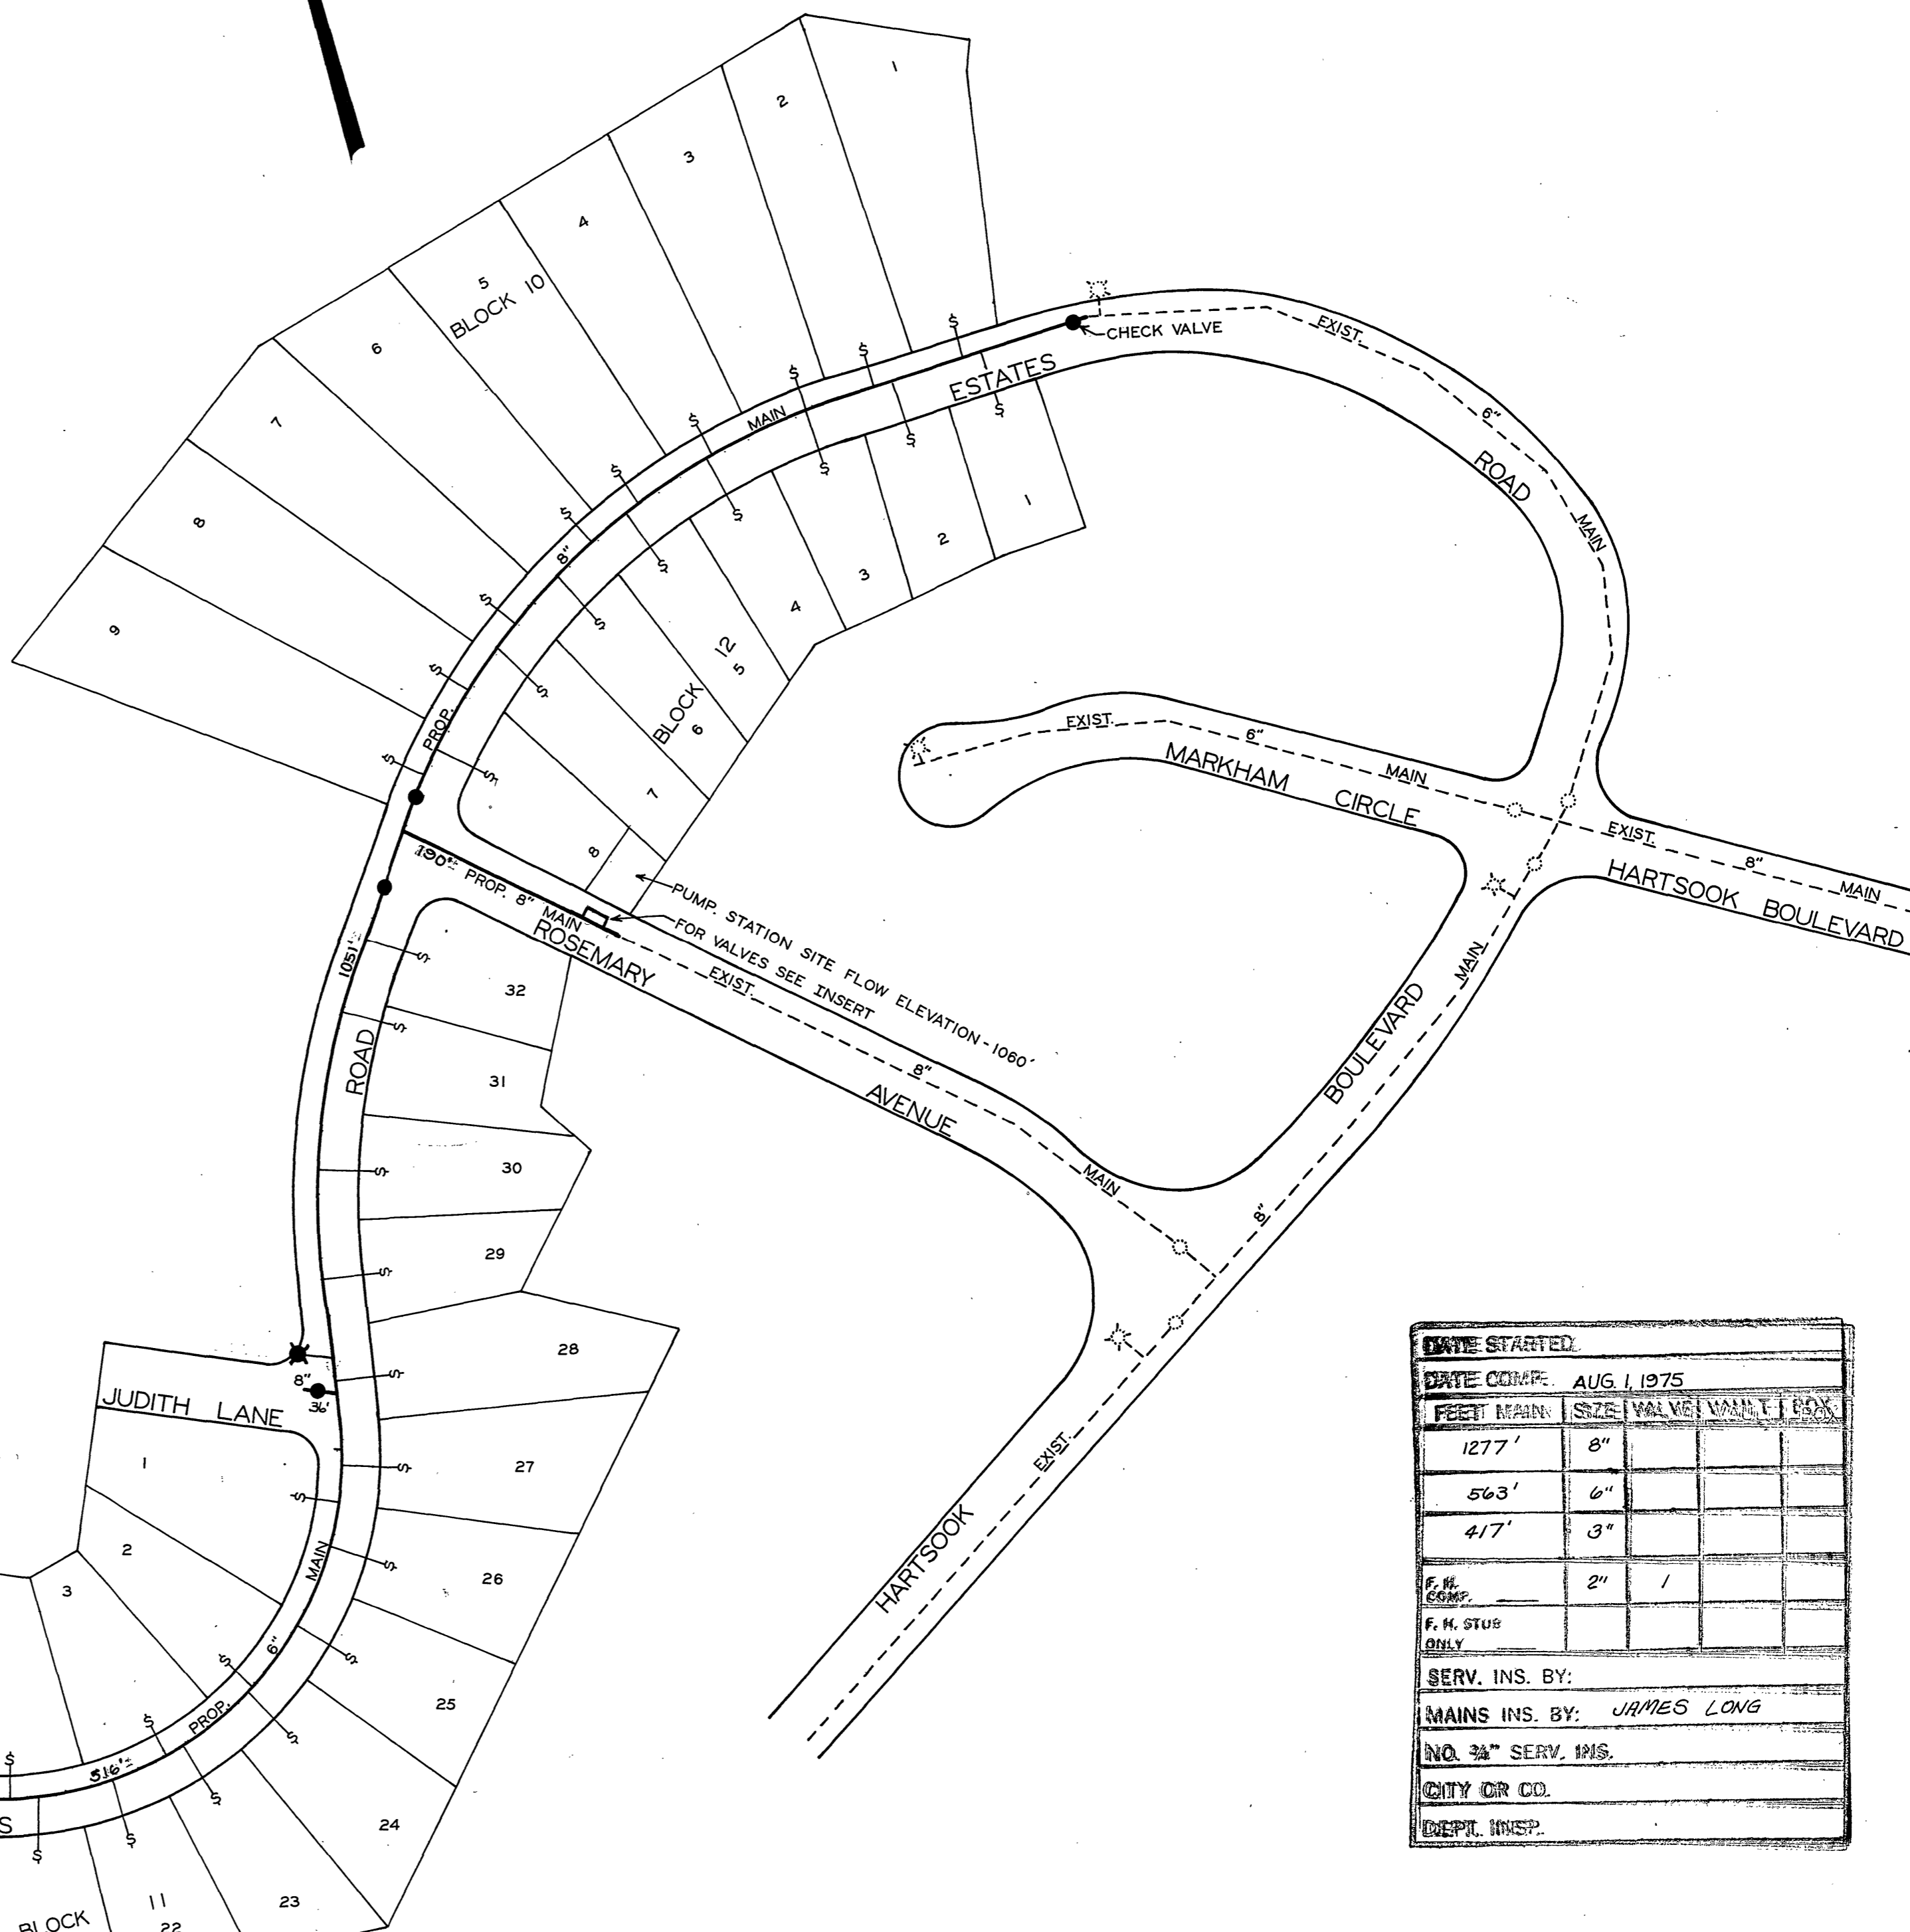 1
2
3
4
5
BLOCK 10
6
7
8
9
CHECK VALVE
ESTATES
ROAD
EXIST.
6"
MAIN
MAIN
8"
PROP.
1
2
3
4
12
5
BLOCK
6
7
8
EXIST.
6"
MAIN
MARKHAM CIRCLE
EXIST.
8"
MAIN
HARTSOOK BOULEVARD
190'± PROP. 8" MAIN
PUMP. STATION SITE FLOW ELEVATION - 1060'
FOR VALVES SEE INSERT
ROSEMARY
AVENUE
EXIST.
8"
MAIN
MAIN
BOULEVARD
8"
EXIST.
HARTSOOK
1051'±
ROAD
32
31
30
29
28
27
26
25
24
23
8"
36'
JUDITH LANE
1
2
3
MAIN
6"
PROP.
516'±
S
BLOCK
11
22
DATE STARTED
DATE COMP. AUG. 1, 1975
FEET MAIN SIZE VALVE VAULT BOX
1277' 8"
563' 6"
417' 3"
F. H. COMP. 2" 1
F. H. STUB
ONLY
SERV. INS. BY:
MAINS INS. BY: JAMES LONG
NO. 3/4" SERV. INS.
CITY OR CO.
DEPT. INSP.